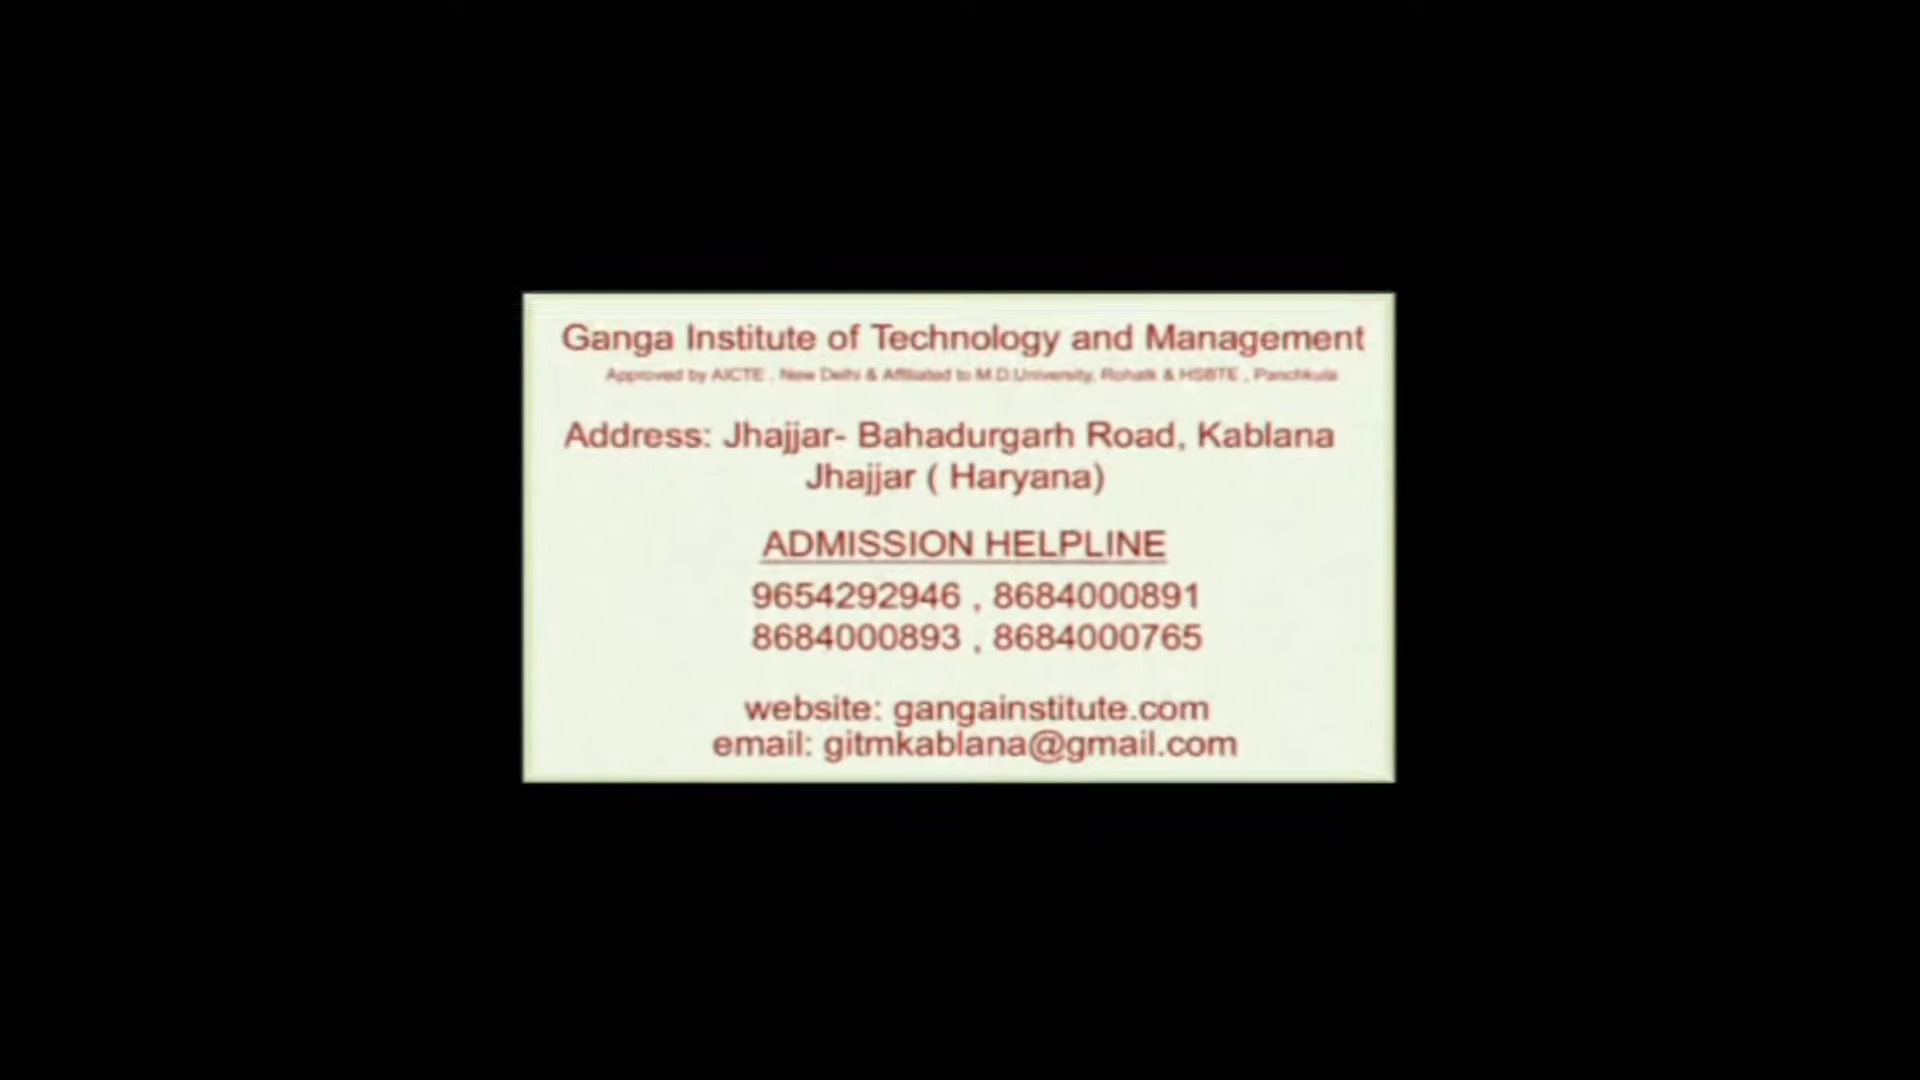 Ganga Institute of Technology and Management
Approved by AICTE , New Delhi & Affiliated to M.D.University, Rohatk & HSBTE , Panchkula
Address: Jhajjar- Bahadurgarh Road, Kablana
Jhajjar ( Haryana)
ADMISSION HELPLINE
9654292946 , 8684000891
8684000893 , 8684000765
website: gangainstitute.com
email: gitmkablana@gmail.com